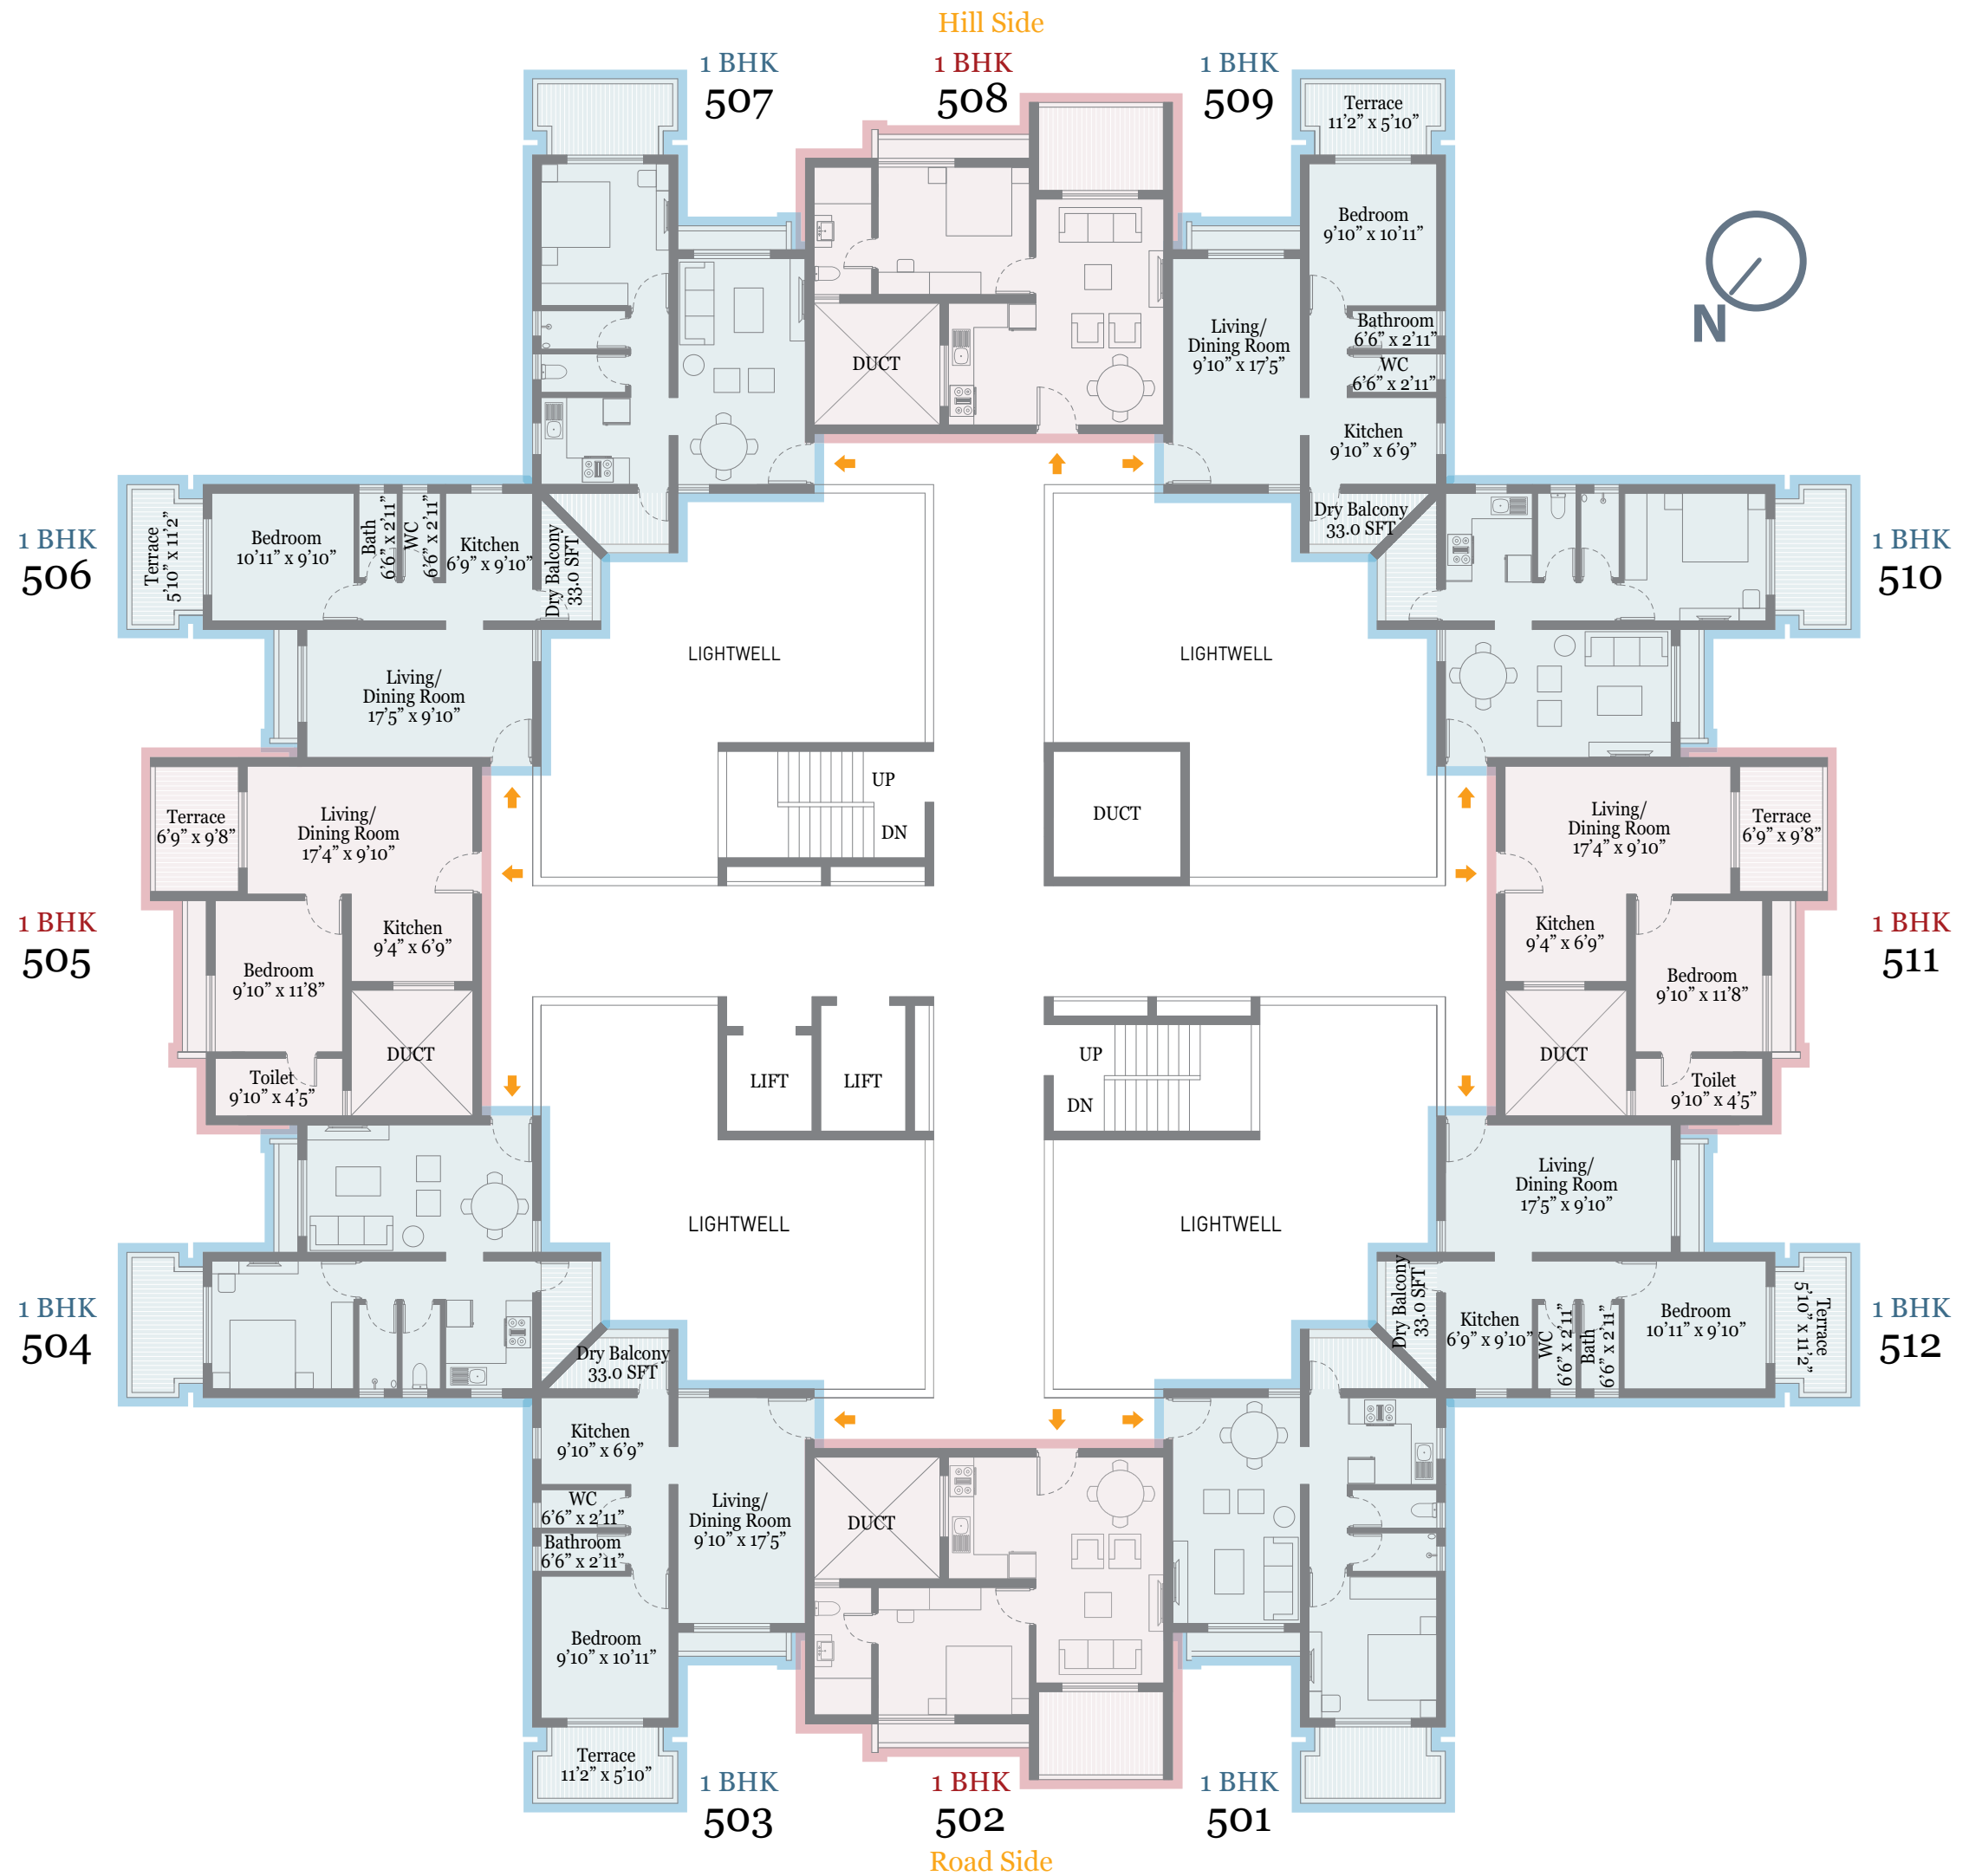 Hill Side
1 BHK
507
1 BHK
508
1 BHK
509
Terrace
11’2” x 5’10”
Bedroom
9’10” x 10’11”
Bathroom
6’6” x 2’11”
WC
6’6” x 2’11”
Kitchen
9’10” x 6’9”
Living/
Dining Room
9’10” x 17’5”
Dry Balcony
33.0 SFT
DUCT
N
1 BHK
506
Terrace
5’10” x 11’2”
Bedroom
10’11” x 9’10”
Bath
6’6” x 2’11”
WC
6’6” x 2’11”
Kitchen
6’9” x 9’10”
Dry Balcony
33.0 SFT
Living/
Dining Room
17’5” x 9’10”
1 BHK
510
LIGHTWELL
LIGHTWELL
UP
DN
DUCT
1 BHK
505
Terrace
6’9” x 9’8”
Living/
Dining Room
17’4” x 9’10”
Kitchen
9’4” x 6’9”
Bedroom
9’10” x 11’8”
DUCT
Toilet
9’10” x 4’5”
1 BHK
511
Living/
Dining Room
17’4” x 9’10”
Terrace
6’9” x 9’8”
Kitchen
9’4” x 6’9”
Bedroom
9’10” x 11’8”
DUCT
Toilet
9’10” x 4’5”
LIFT
LIFT
UP
DN
LIGHTWELL
LIGHTWELL
1 BHK
504
1 BHK
512
Living/
Dining Room
17’5” x 9’10”
Dry Balcony
33.0 SFT
Kitchen
6’9” x 9’10”
WC
6’6” x 2’11”
Bath
6’6” x 2’11”
Bedroom
10’11” x 9’10”
Terrace
5’10” x 11’2”
Dry Balcony
33.0 SFT
Kitchen
9’10” x 6’9”
WC
6’6” x 2’11”
Bathroom
6’6” x 2’11”
Living/
Dining Room
9’10” x 17’5”
Bedroom
9’10” x 10’11”
Terrace
11’2” x 5’10”
DUCT
1 BHK
503
1 BHK
502
1 BHK
501
Road Side